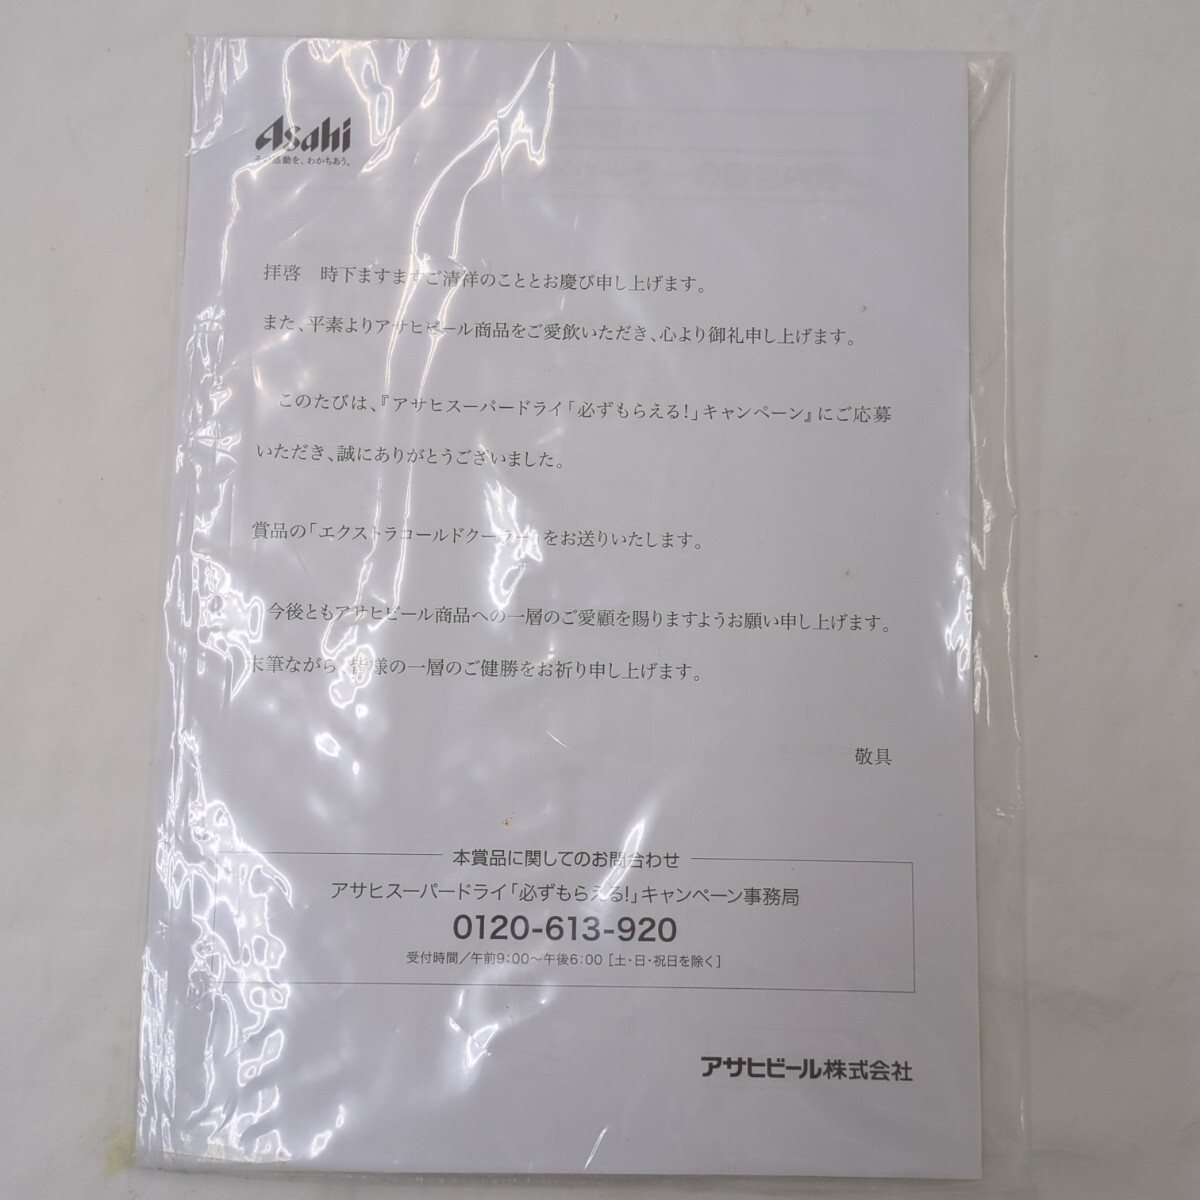 Asahi
その感動を、わかちあう。
拝啓　時下ますますご清祥のこととお慶び申し上げます。
また、平素よりアサヒビール商品をご愛飲いただき、心より御礼申し上げます。
このたびは、『アサヒスーパードライ「必ずもらえる！」キャンペーン』にご応募
いただき、誠にありがとうございました。
賞品の「エクストラコールドクーラー」をお送りいたします。
今後ともアサヒビール商品への一層のご愛顧を賜りますようお願い申し上げます。
末筆ながら、皆様の一層のご健勝をお祈り申し上げます。
敬具
本賞品に関してのお問合わせ
アサヒスーパードライ「必ずもらえる!」キャンペーン事務局
0120-613-920
受付時間／午前9：00〜午後6：00［土・日・祝日を除く］
アサヒビール株式会社